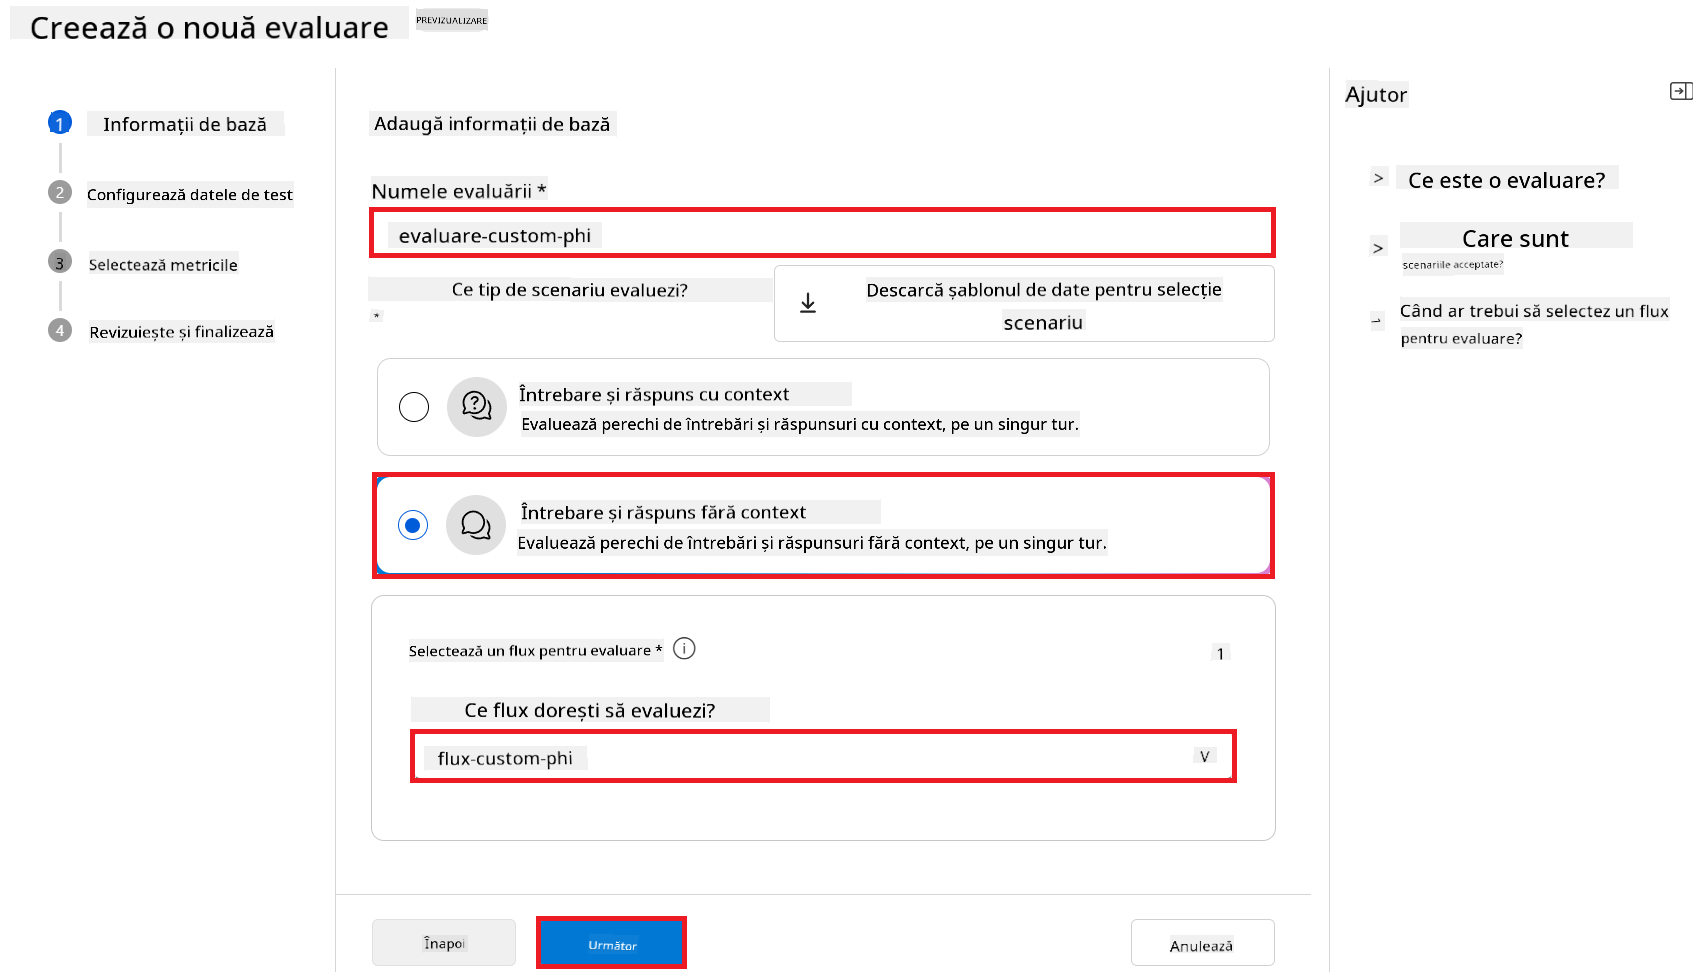 Creează o nouă evaluare
PREVIZUALIZARE
1
Informații de bază
2
Configurează datele de test
3
Selectează metricile
4
Revizuiește și finalizează
Adaugă informații de bază
Numele evaluării *
evaluare-custom-phi
Ce tip de scenariu evaluezi?
*
Descarcă șablonul de date pentru selecție
scenariu
Întrebare și răspuns cu context
Evaluează perechi de întrebări și răspunsuri cu context, pe un singur tur.
Întrebare și răspuns fără context
Evaluează perechi de întrebări și răspunsuri fără context, pe un singur tur.
Selectează un flux pentru evaluare *
1
Ce flux dorești să evaluezi?
flux-custom-phi
V
Înapoi
Următor
Anulează
Ajutor
> Ce este o evaluare?
> Care sunt
scenariile acceptate?
Când ar trebui să selectez un flux
pentru evaluare?